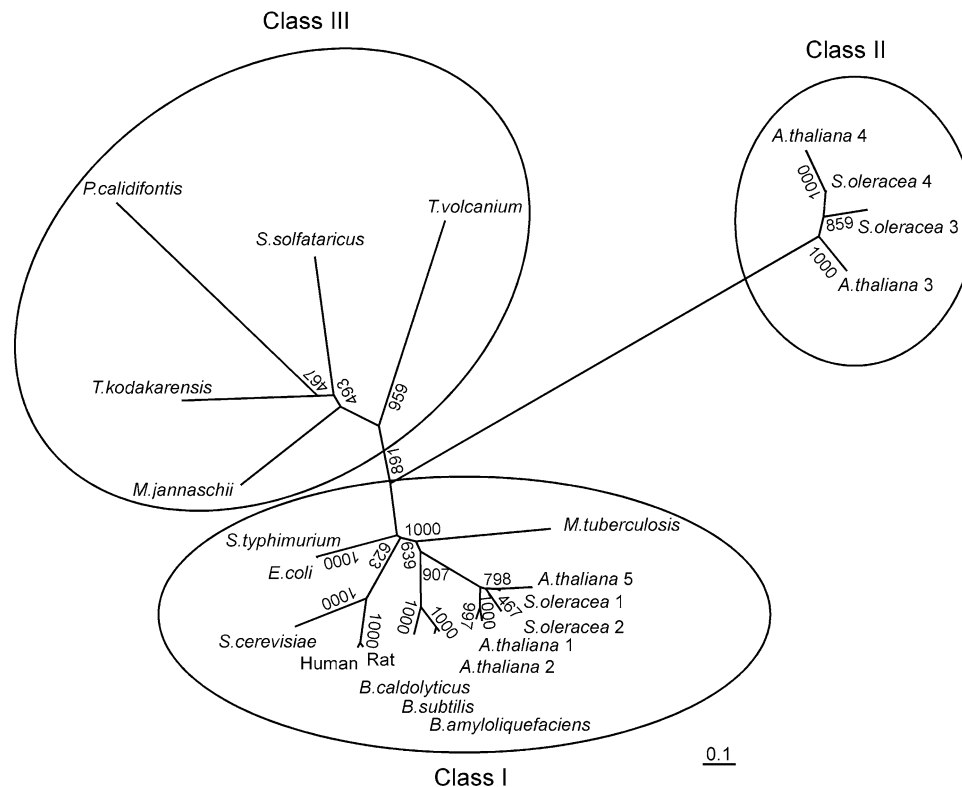 Class III
Class II
A.thaliana 4
1000
S.oleracea 4
P.calidifontis
T.volcanium
859
S.oleracea 3
S.solfataricus
1000
A.thaliana 3
467
493
959
T.kodakarensis
891
M.jannaschii
1000
M.tuberculosis
S.typhimurium
1000
623
639
E.coli
907
798
A.thaliana 5
1000
467
S.oleracea 1
1000
1000
997
1000
S.oleracea 2
S.cerevisiae
1000
A.thaliana 1
Human
Rat
A.thaliana 2
B.caldolyticus
B.subtilis
B.amyloliquefaciens
0.1
Class I